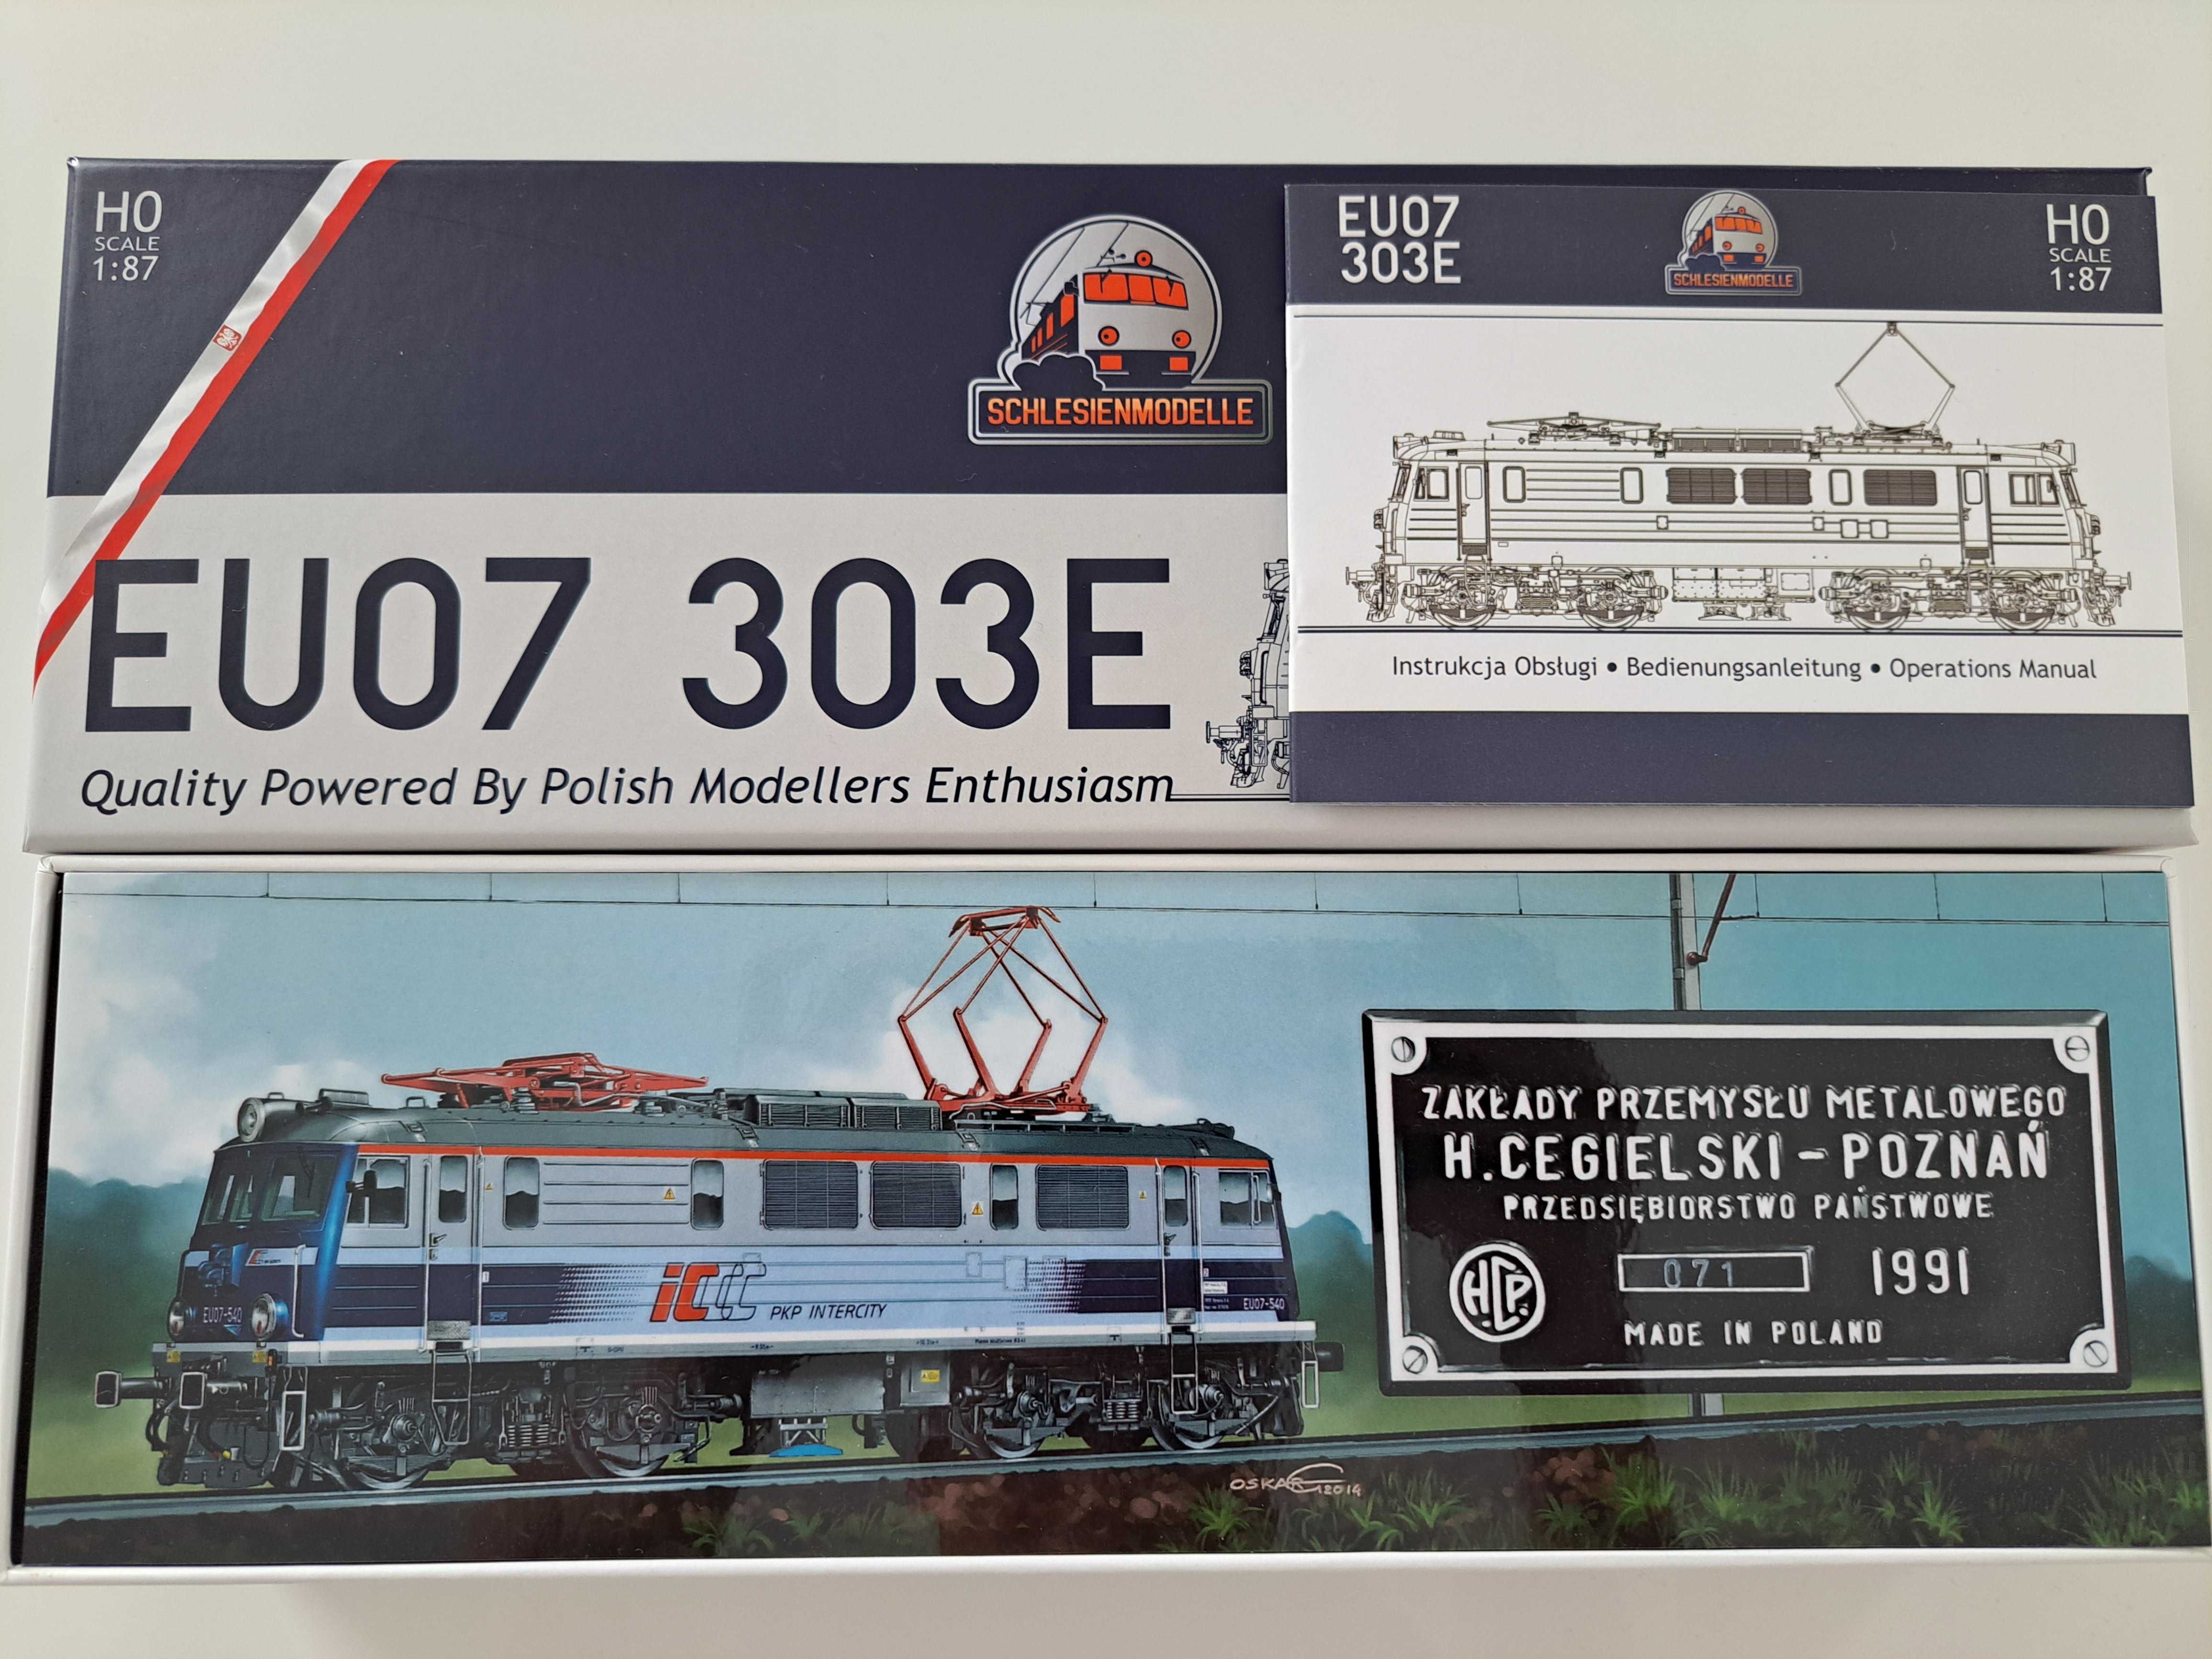 H0
SCALE
1:87
SCHLESIENMODELLE
EU07 303E
Quality Powered By Polish Modellers Enthusiasm
EU07
303E
SCHLESIENMODELLE
H0
SCALE
1:87
Instrukcja Obsługi • Bedienungsanleitung • Operations Manual
ZAKŁADY PRZEMYSŁU METALOWEGO
H.CEGIELSKI-POZNAŃ
PRZEDSIĘBIORSTWO PAŃSTWOWE
HCP
071
1991
MADE IN POLAND
IC
PKP INTERCITY
EU07-540
EU07-540
OSKAR 2014